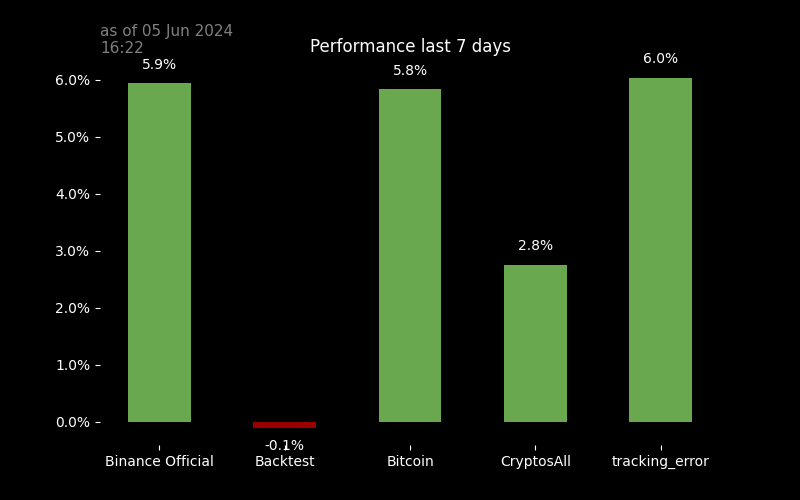 as of 05 Jun 2024
16:22
Performance last 7 days
5.9%
5.8%
6.0%
2.8%
-0.1%
6.0%
5.0%
4.0%
3.0%
2.0%
1.0%
0.0%
Binance Official
Backtest
Bitcoin
CryptosAll
tracking_error